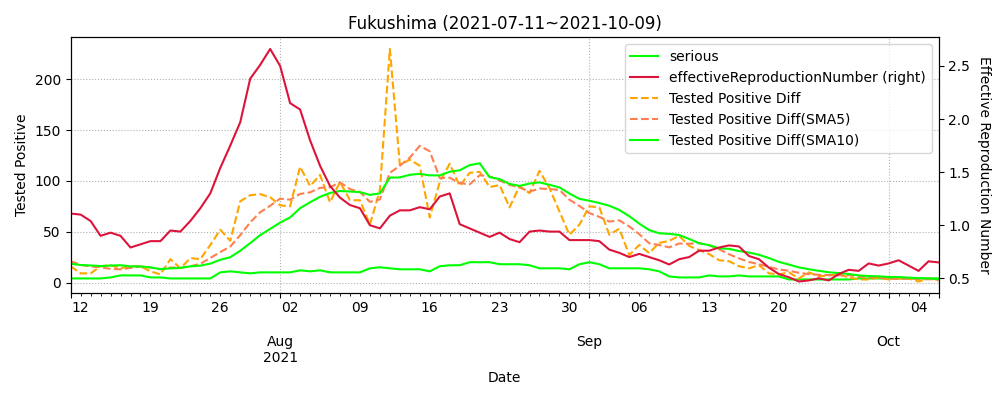 Fukushima (2021-07-11~2021-10-09)
serious
effectiveReproductionNumber (right)
Tested Positive Diff
Tested Positive Diff(SMA5)
Tested Positive Diff(SMA10)
Tested Positive
200
150
100
50
0
Effective Reproduction Number
2.5
2.0
1.5
1.0
0.5
12 19 26 02 09 16 23 30 06 13 20 27 04
Aug Sep Oct
2021
Date